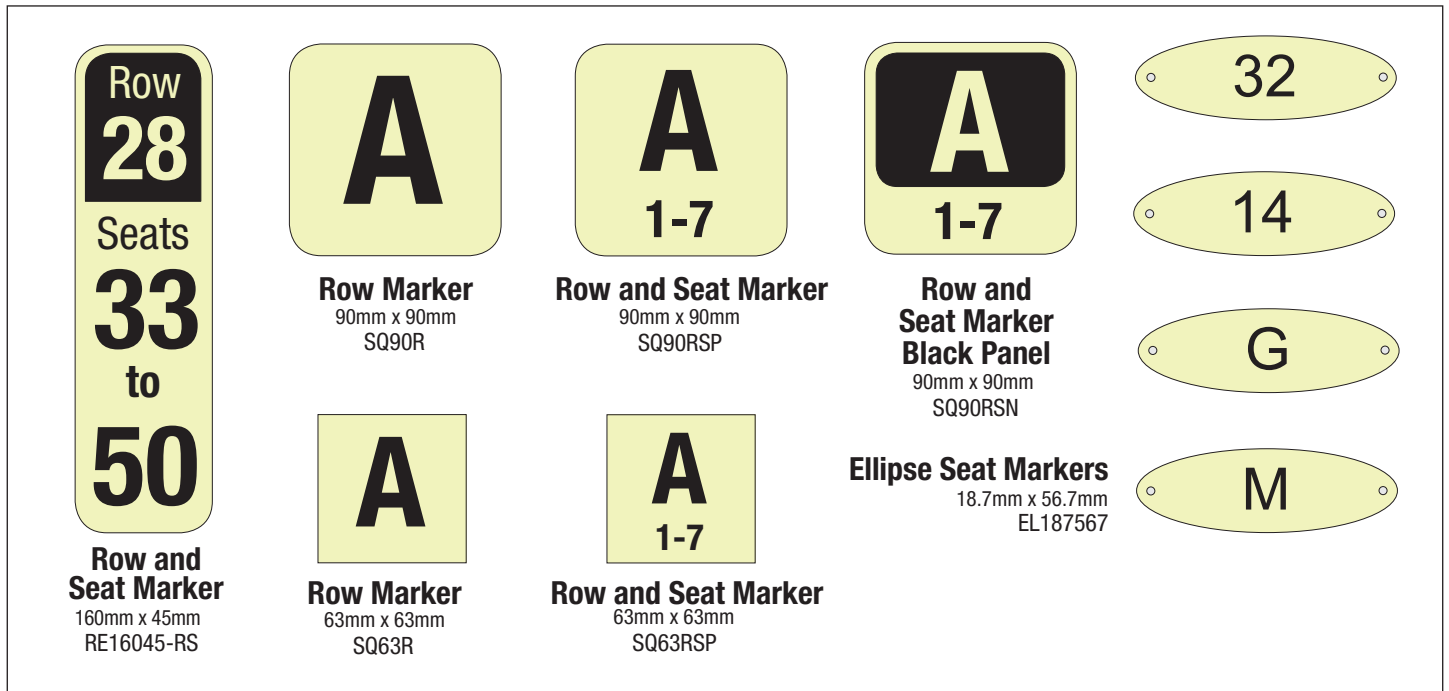 Row
28
Seats
33
to
50
Row and
Seat Marker
160mm x 45mm
RE16045-RS
A
Row Marker
90mm x 90mm
SQ90R
A
1-7
Row and Seat Marker
90mm x 90mm
SQ90RSP
A
1-7
Row and
Seat Marker
Black Panel
90mm x 90mm
SQ90RSN
A
Row Marker
63mm x 63mm
SQ63R
A
1-7
Row and Seat Marker
63mm x 63mm
SQ63RSP
32
14
G
M
Ellipse Seat Markers
18.7mm x 56.7mm
EL187567